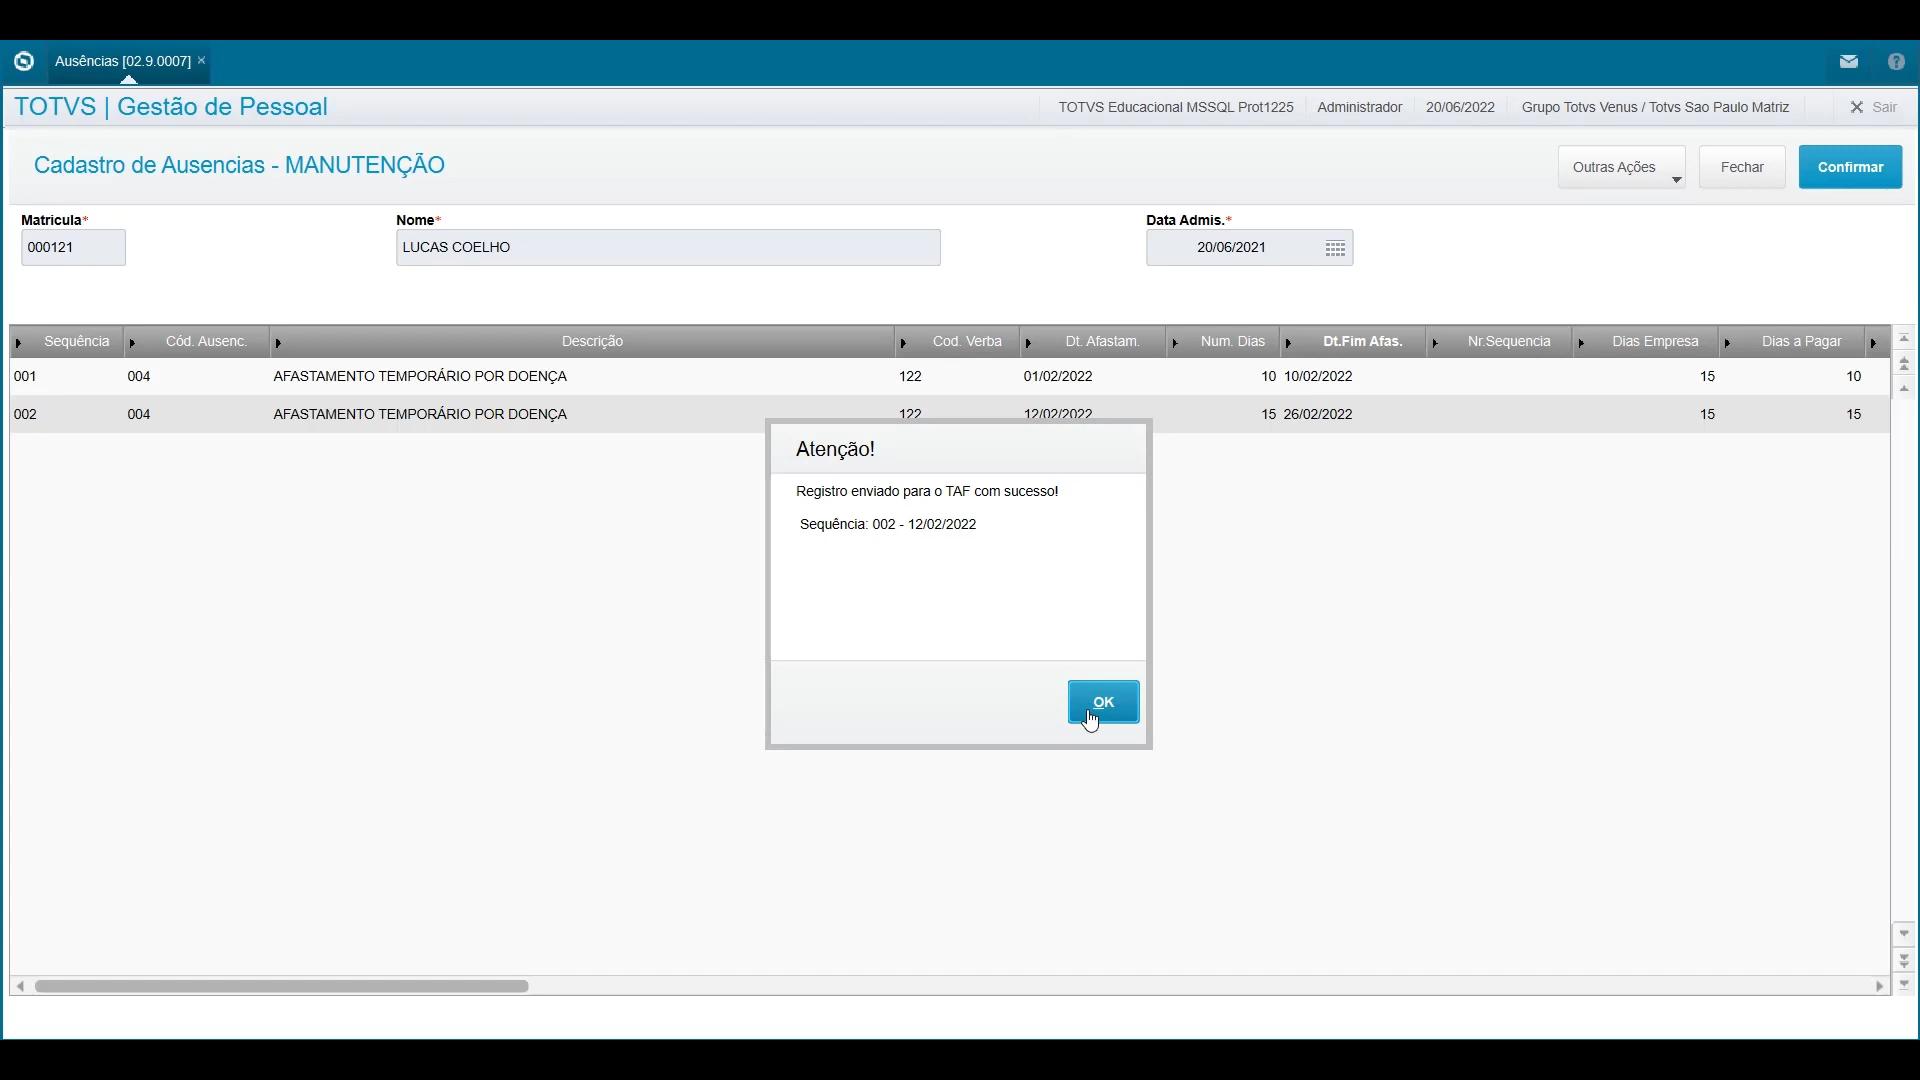 Ausências [02.9.0007] ×
?
TOTVS | Gestão de Pessoal
TOTVS Educacional MSSQL Prot1225 Administrador 20/06/2022 Grupo Totvs Venus / Totvs Sao Paulo Matriz Sair
Cadastro de Ausencias - MANUTENÇÃO
Outras Ações Fechar Confirmar
Matricula* Nome* Data Admis.*
000121 LUCAS COELHO 20/06/2021
Sequência Cód. Ausenc. Descrição Cod. Verba Dt. Afastam. Num. Dias Dt.Fim Afas. Nr.Sequencia Dias Empresa Dias a Pagar
001 004 AFASTAMENTO TEMPORÁRIO POR DOENÇA 122 01/02/2022 10 10/02/2022 15 10
002 004 AFASTAMENTO TEMPORÁRIO POR DOENÇA 122 12/02/2022 15 26/02/2022 15 15
Atenção!
Registro enviado para o TAF com sucesso!
Sequência: 002 - 12/02/2022
OK